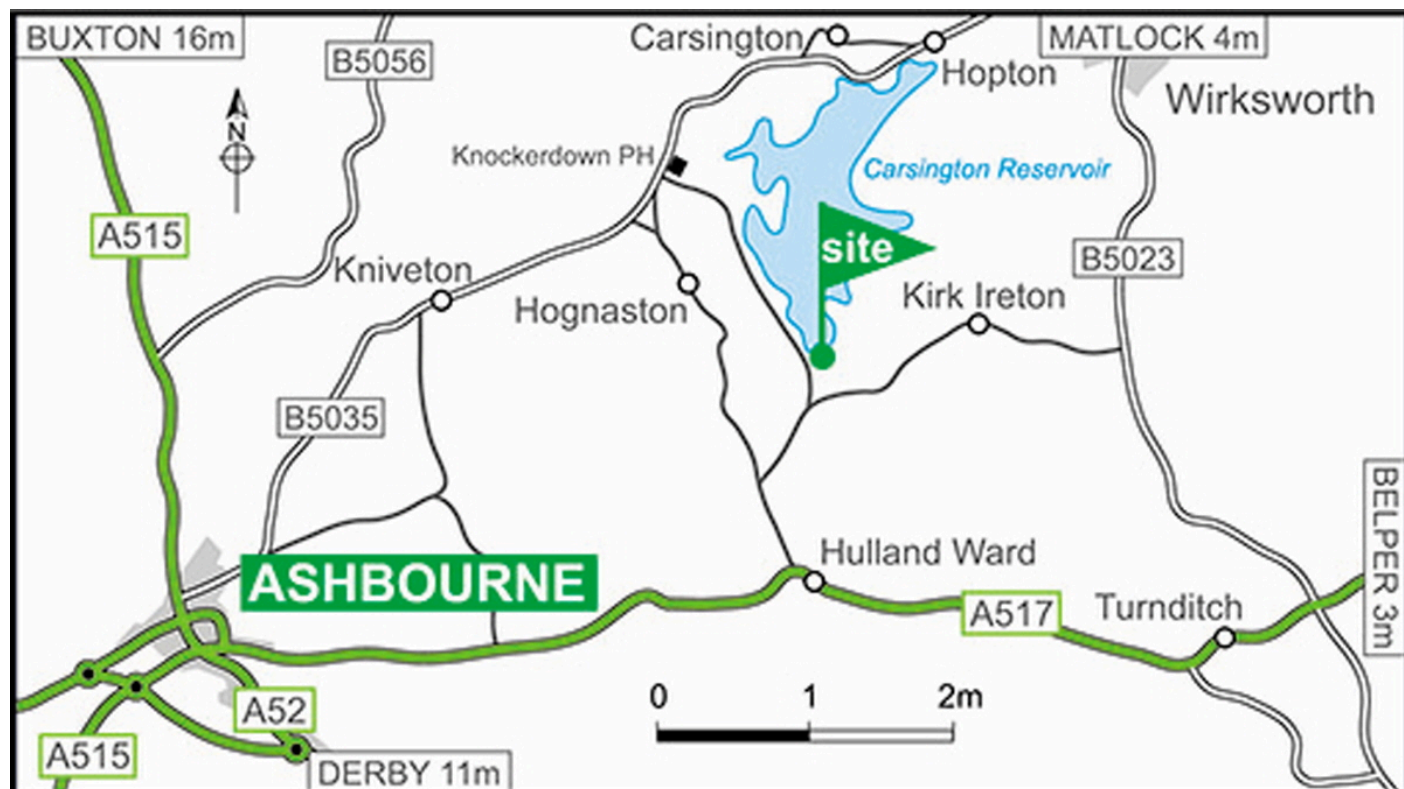 BUXTON 16m
B5056
Carsington
MATLOCK 4m
Hopton
Wirksworth
N
Knockerdown PH
Carsington Reservoir
A515
site
B5023
Kniveton
Hognaston
Kirk Ireton
B5035
BELPER 3m
ASHBOURNE
Hulland Ward
A517
Turnditch
0 1 2m
A52
A515
DERBY 11m